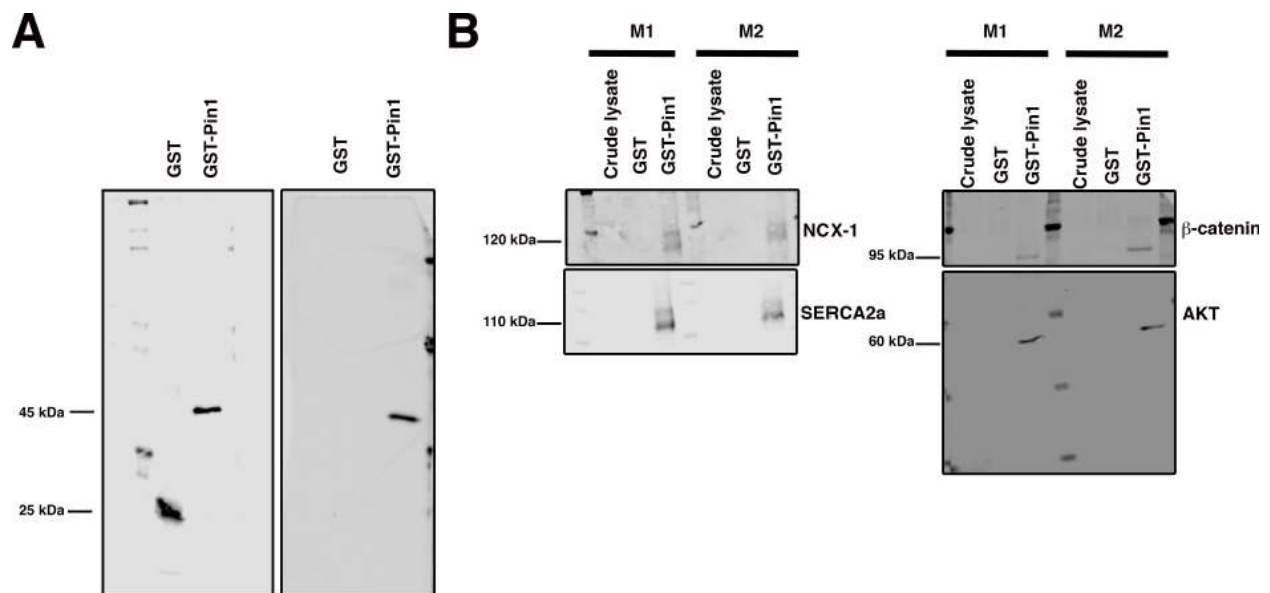 A
GST
GST-Pin1
GST
GST-Pin1
45 kDa
25 kDa
B
M1
M2
Crude lysate
GST
GST-Pin1
Crude lysate
GST
GST-Pin1
120 kDa
NCX-1
110 kDa
SERCA2a
M1
M2
Crude lysate
GST
GST-Pin1
Crude lysate
GST
GST-Pin1
95 kDa
β-catenin
60 kDa
AKT